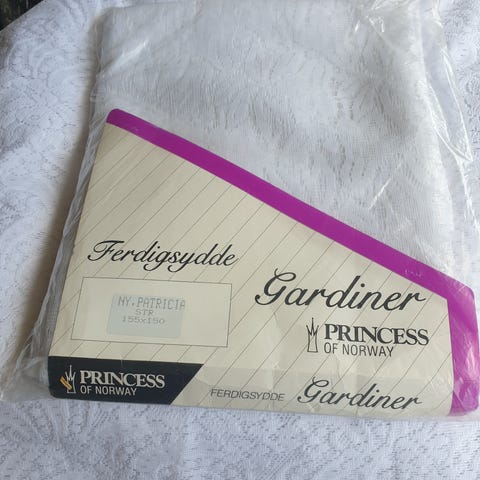 Ferdigsydde
Gardiner
NY.PATRICIA
STR
155x150
PRINCESS
OF NORWAY
PRINCESS
OF NORWAY
FERDIGSYDDE Gardiner